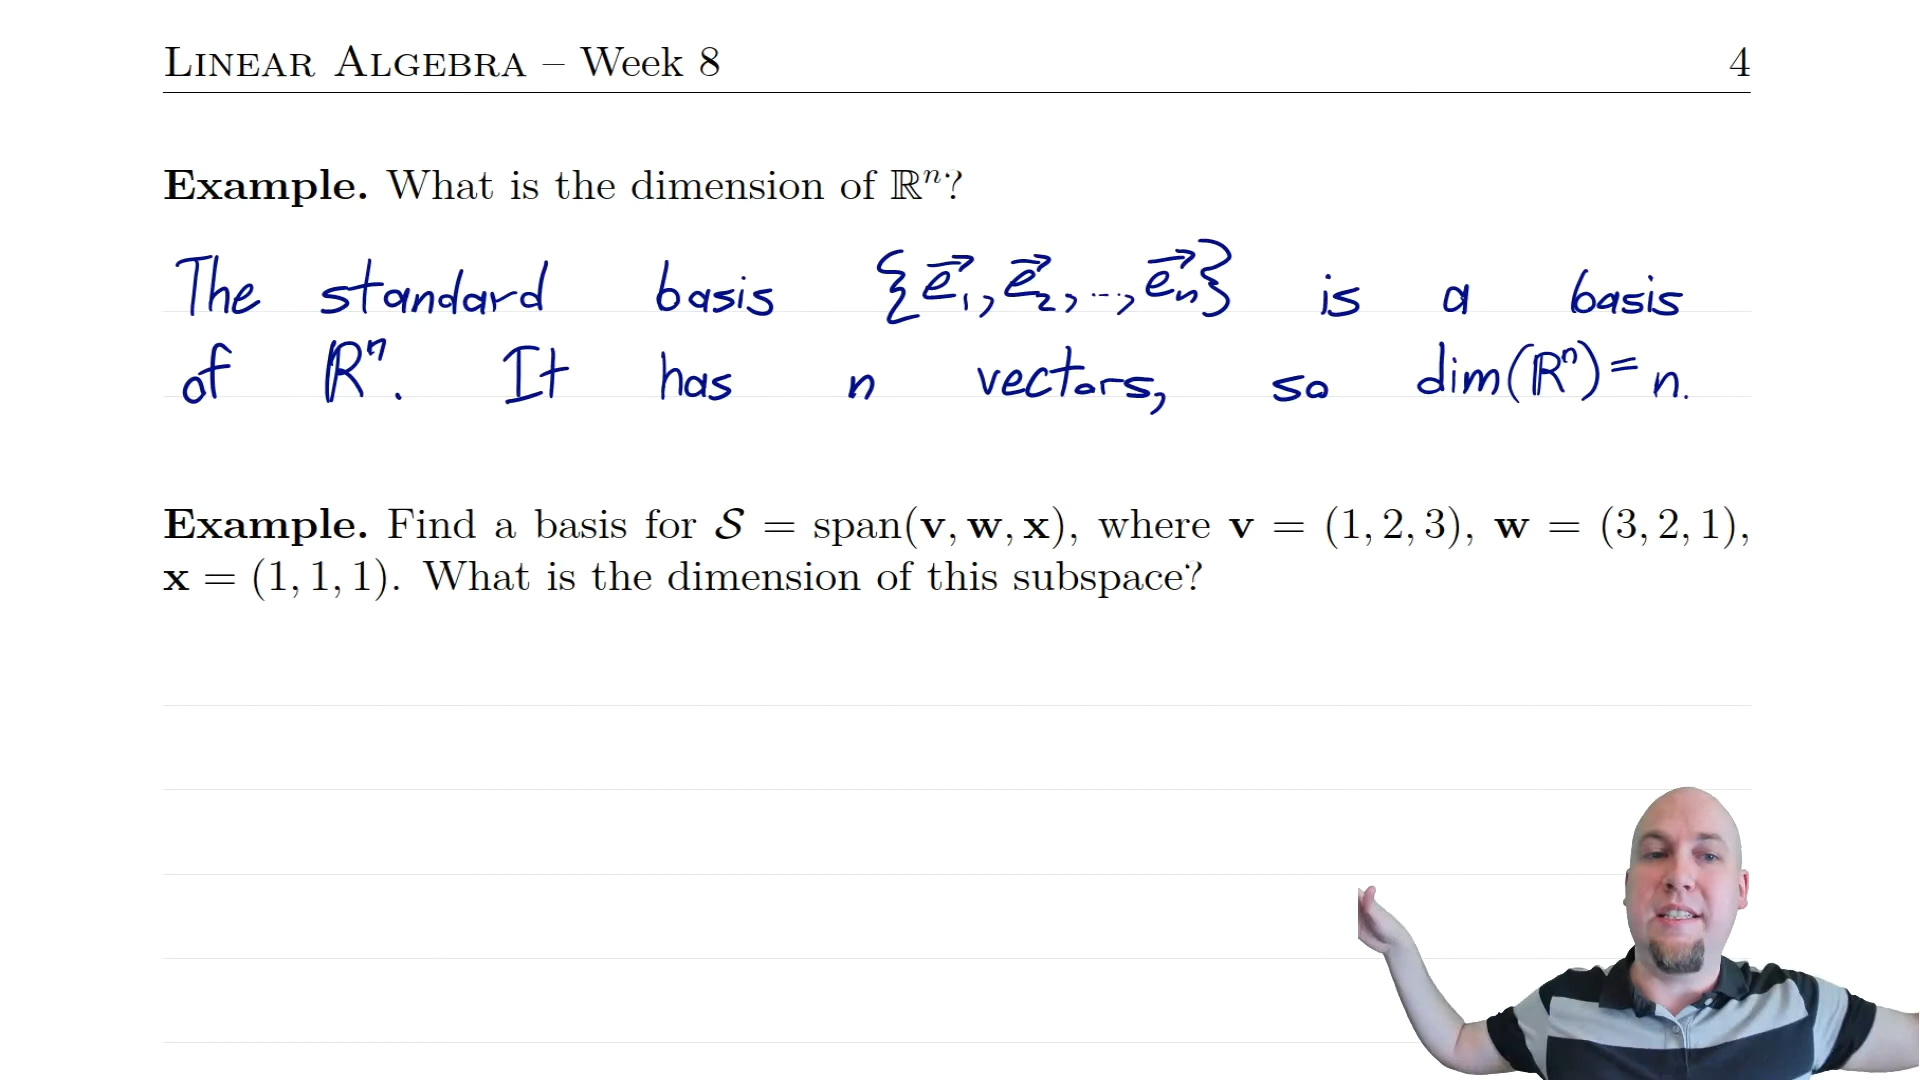 LINEAR ALGEBRA – Week 8 4
Example. What is the dimension of ℝⁿ?
The standard basis {e⃗₁, e⃗₂, ..., e⃗ₙ} is a basis
of ℝⁿ. It has n vectors, so dim(ℝⁿ) = n.
Example. Find a basis for 𝒮 = span(v, w, x), where v = (1, 2, 3), w = (3, 2, 1),
x = (1, 1, 1). What is the dimension of this subspace?